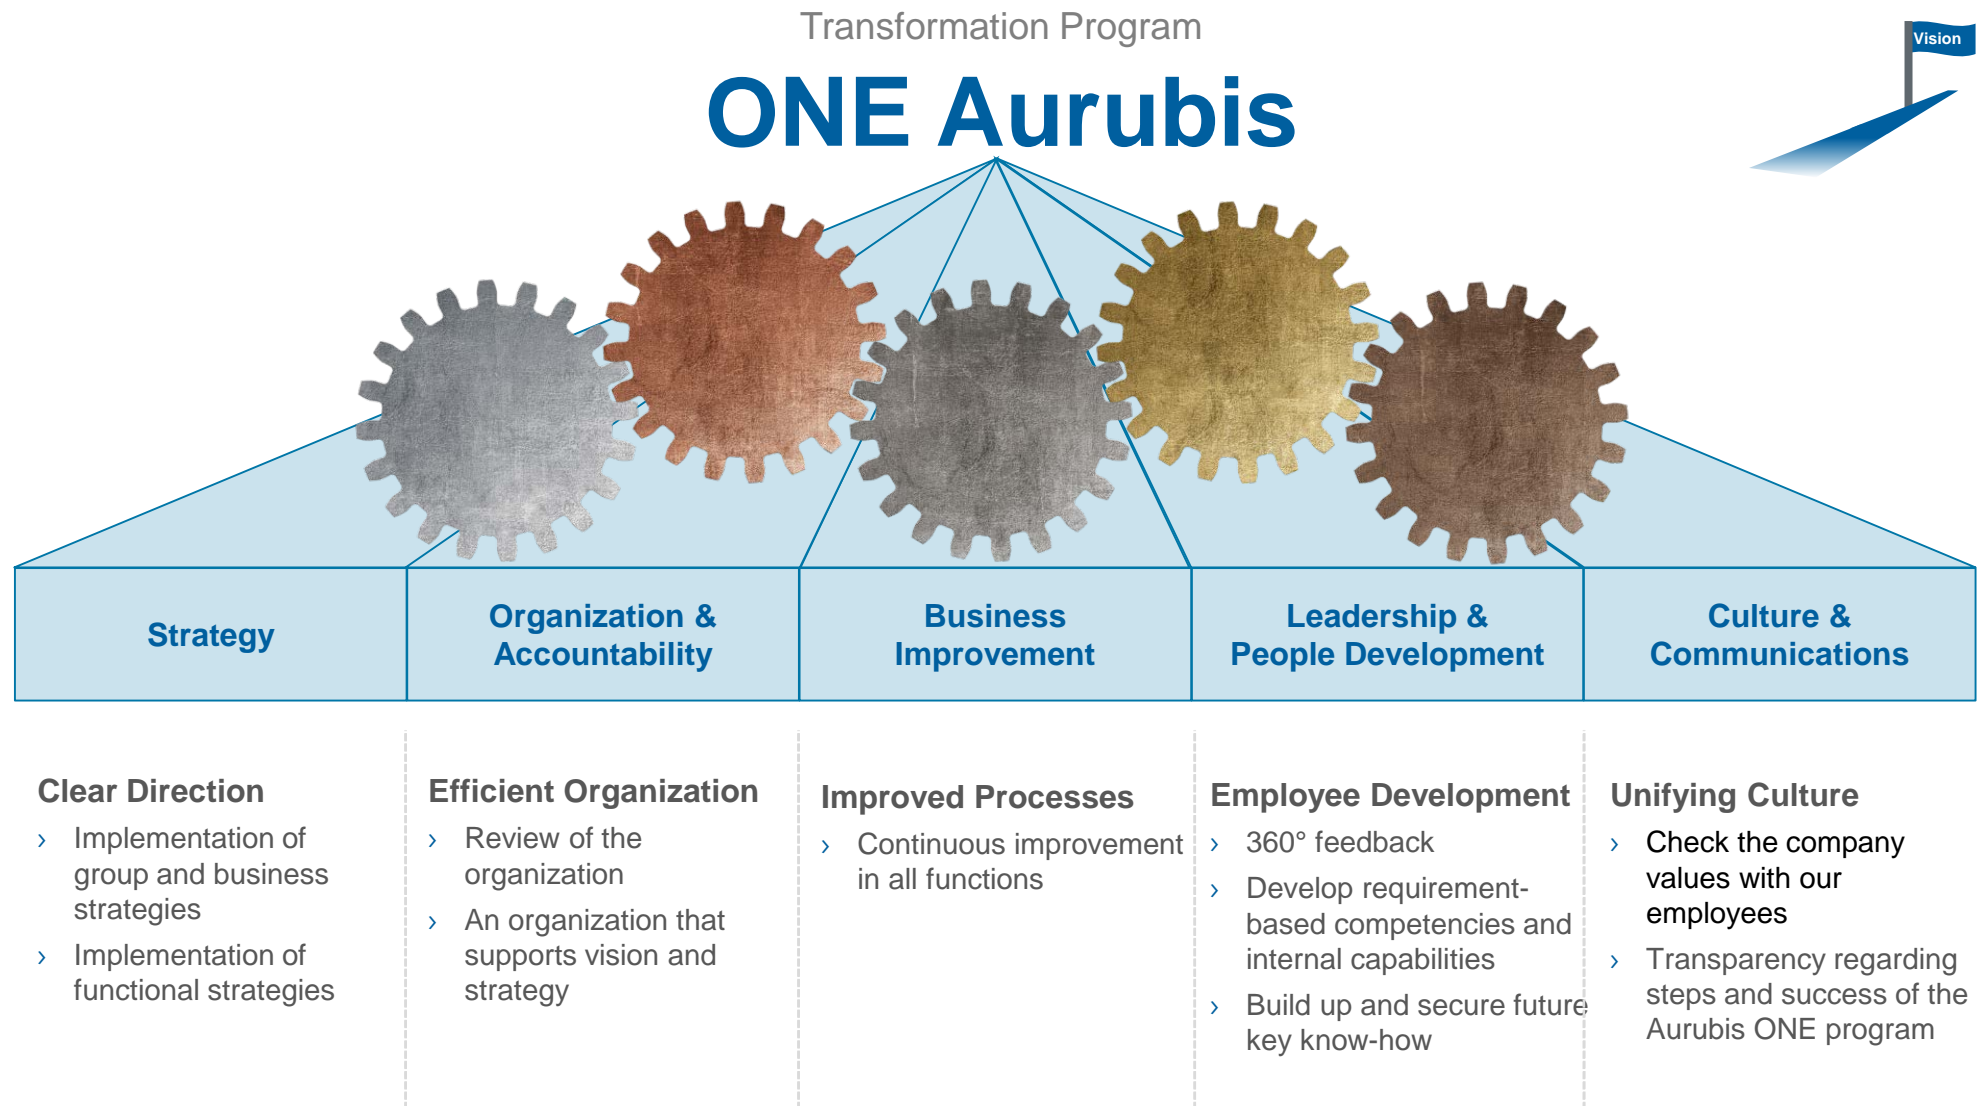 Transformation Program
Vision
ONE Aurubis
Strategy
Organization &
Accountability
Business
Improvement
Leadership &
People Development
Culture &
Communications
Clear Direction
› Implementation of
group and business
strategies
› Implementation of
functional strategies
Efficient Organization
› Review of the
organization
› An organization that
supports vision and
strategy
Improved Processes
› Continuous improvement
in all functions
Employee Development
› 360° feedback
› Develop requirement-
based competencies and
internal capabilities
› Build up and secure future
key know-how
Unifying Culture
› Check the company
values with our
employees
› Transparency regarding
steps and success of the
Aurubis ONE program